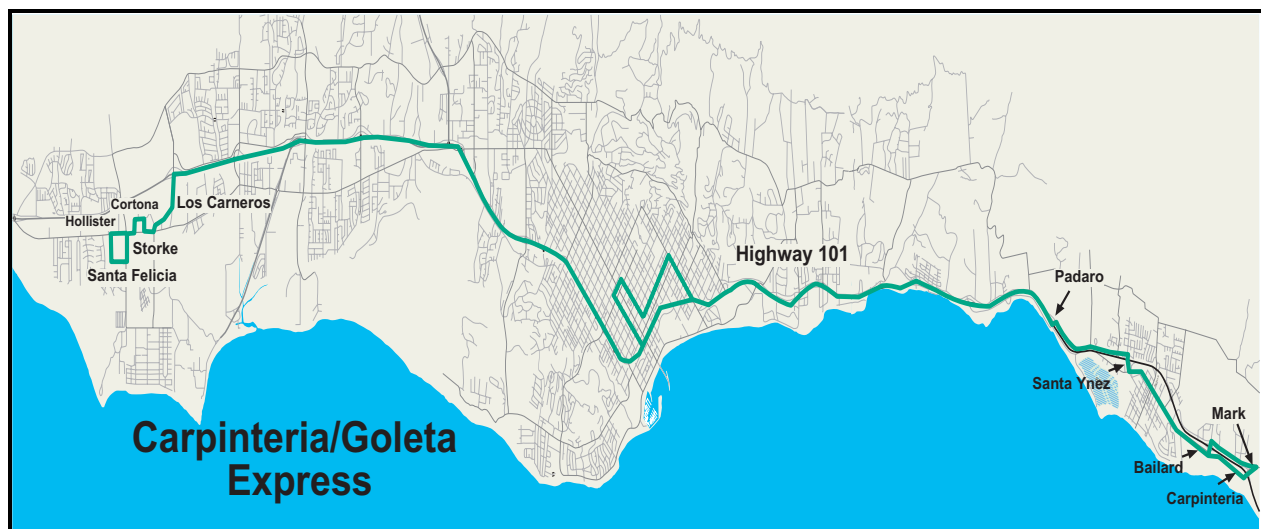 Cortona
Los Carneros
Hollister
Storke
Santa Felicia
Highway 101
Padaro
Santa Ynez
Mark
Bailard
Carpinteria
Carpinteria/Goleta
Express